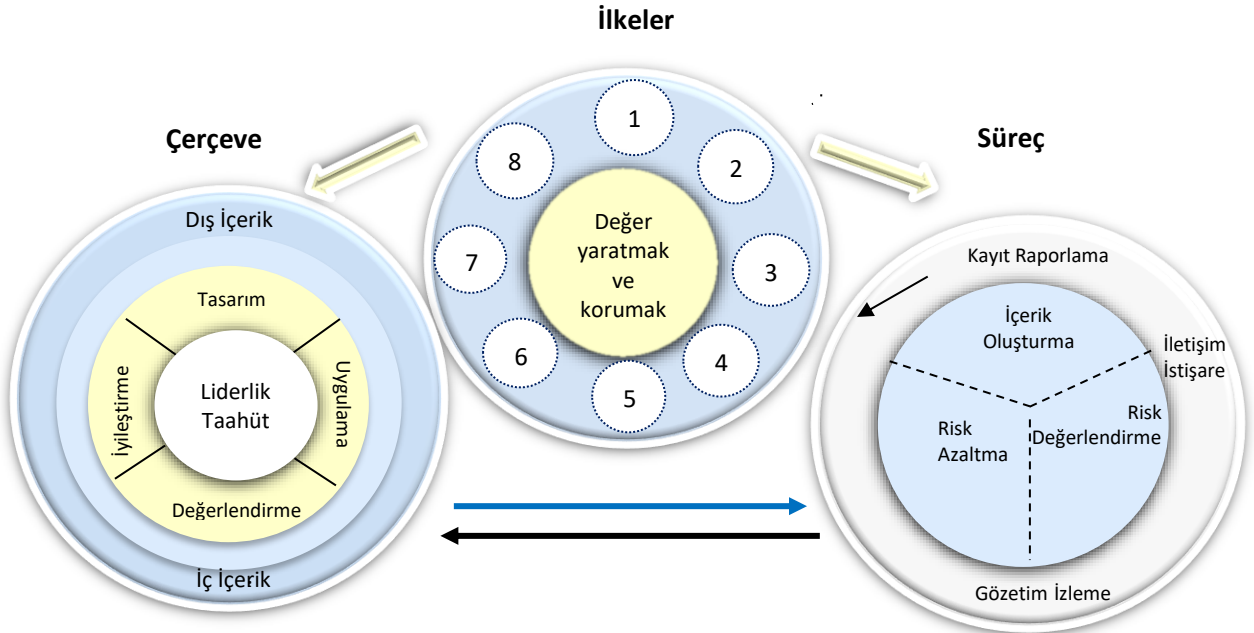 İlkeler
1
2
3
4
5
6
7
8
Değer
yaratmak
ve
korumak
Çerçeve
Dış İçerik
Tasarım
Uygulama
Değerlendirme
İyileştirme
Liderlik
Taahüt
İç İçerik
Süreç
Kayıt Raporlama
İçerik
Oluşturma
İletişim
İstişare
Risk
Değerlendirme
Risk
Azaltma
Gözetim İzleme